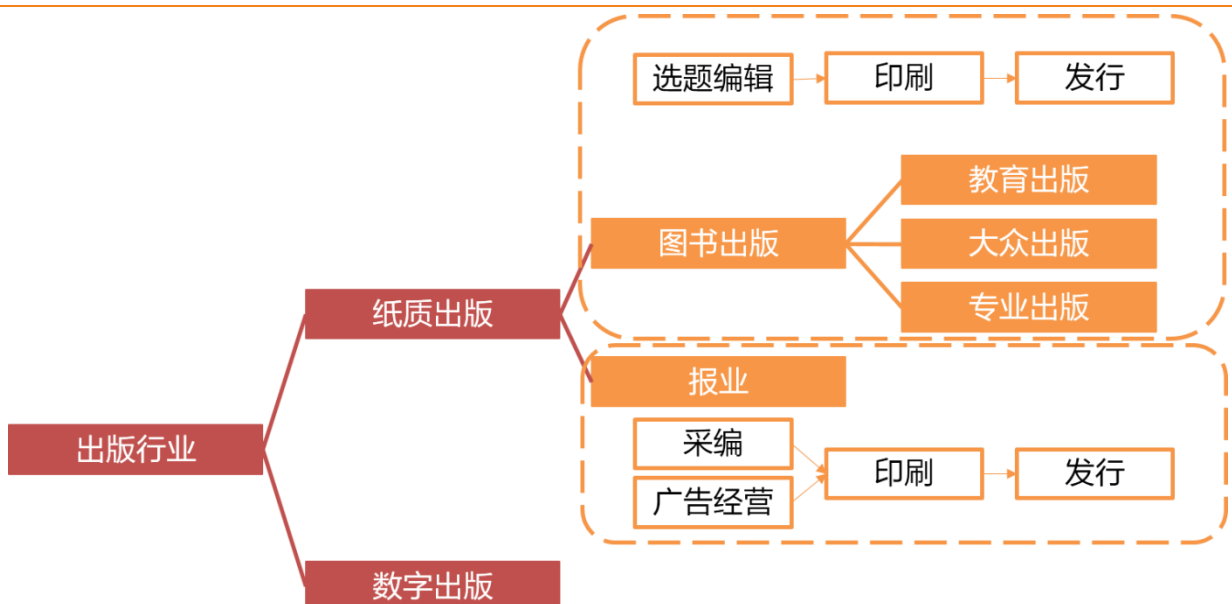 选题编辑
印刷
发行
教育出版
图书出版
大众出版
专业出版
纸质出版
报业
出版行业
采编
广告经营
印刷
发行
数字出版